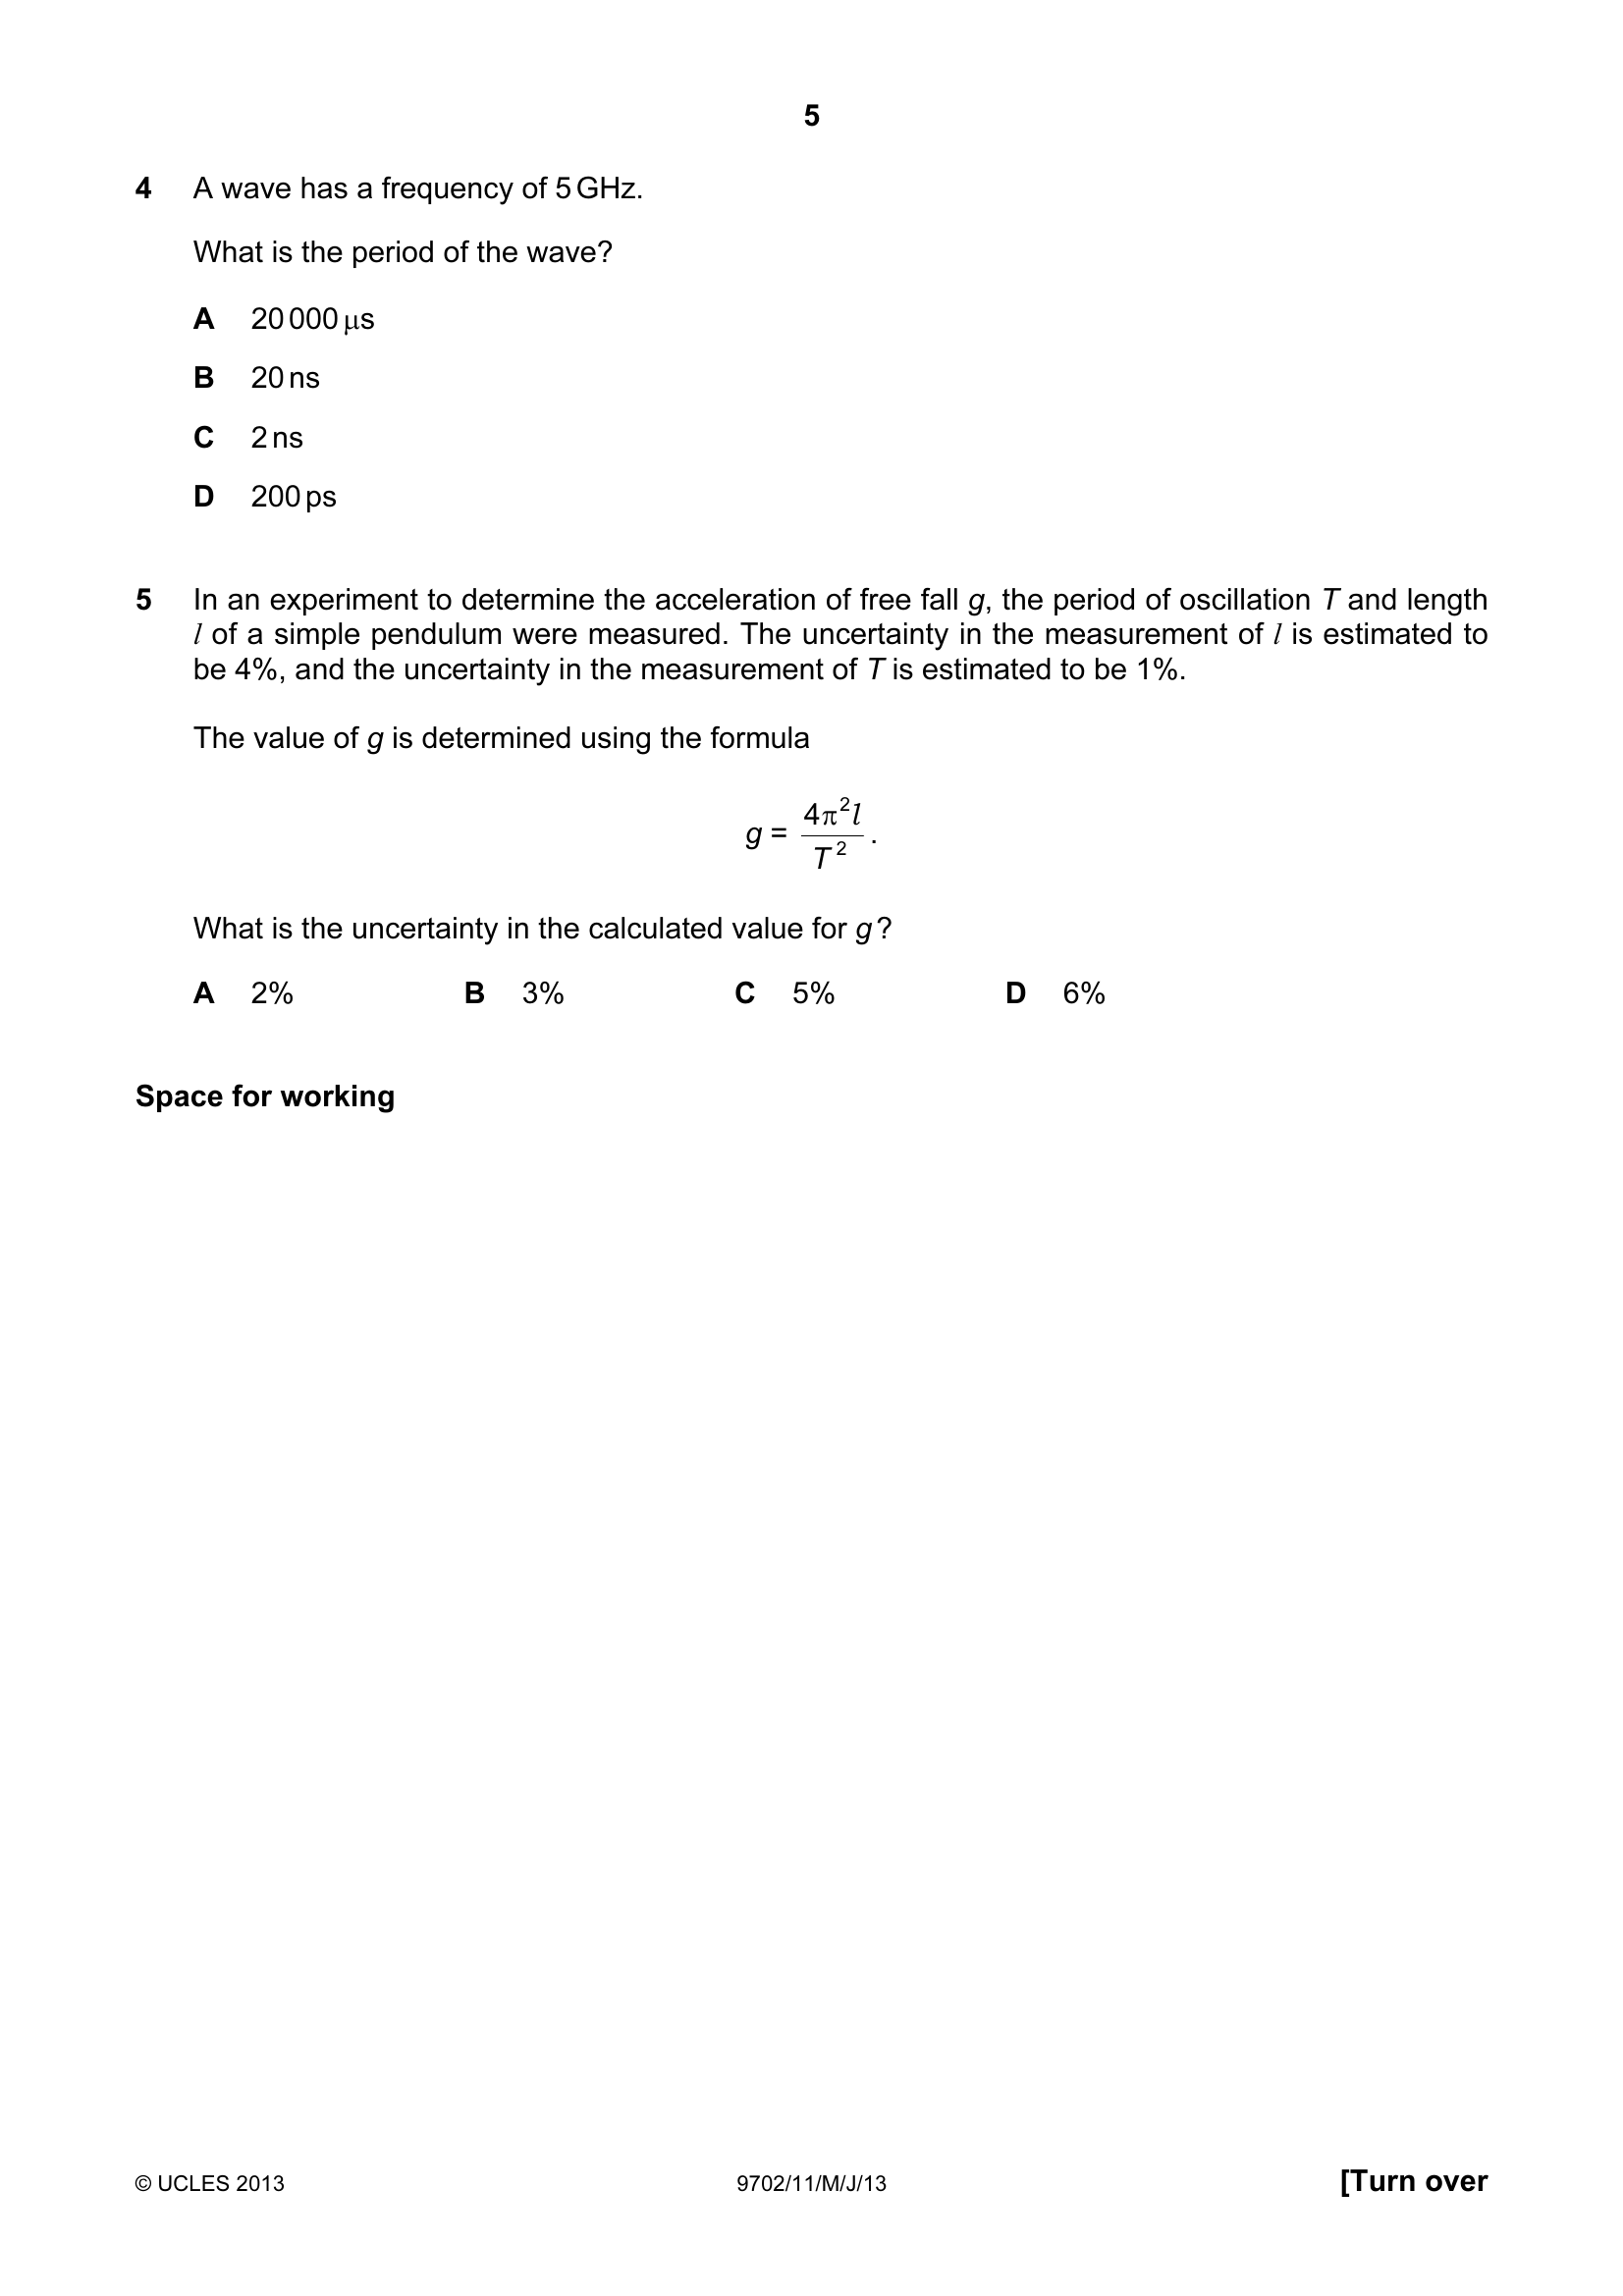 5
4 A wave has a frequency of 5 GHz.
What is the period of the wave?
A 20 000 μs
B 20 ns
C 2 ns
D 200 ps
5 In an experiment to determine the acceleration of free fall g, the period of oscillation T and length
l of a simple pendulum were measured. The uncertainty in the measurement of l is estimated to
be 4%, and the uncertainty in the measurement of T is estimated to be 1%.
The value of g is determined using the formula
g = 4π²l / T² .
What is the uncertainty in the calculated value for g ?
A 2% B 3% C 5% D 6%
Space for working
© UCLES 2013 9702/11/M/J/13 [Turn over